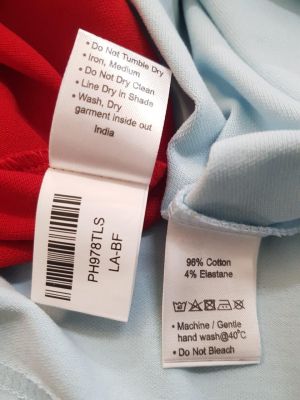 • Do Not Tumble Dry
• Iron, Medium
• Do Not Dry Clean
• Line Dry in Shade
• Wash, Dry
garment inside out
India
PH978TLS
LA-BF
96% Cotton
4% Elastane
• Machine / Gentle
hand wash@40°C
• Do Not Bleach